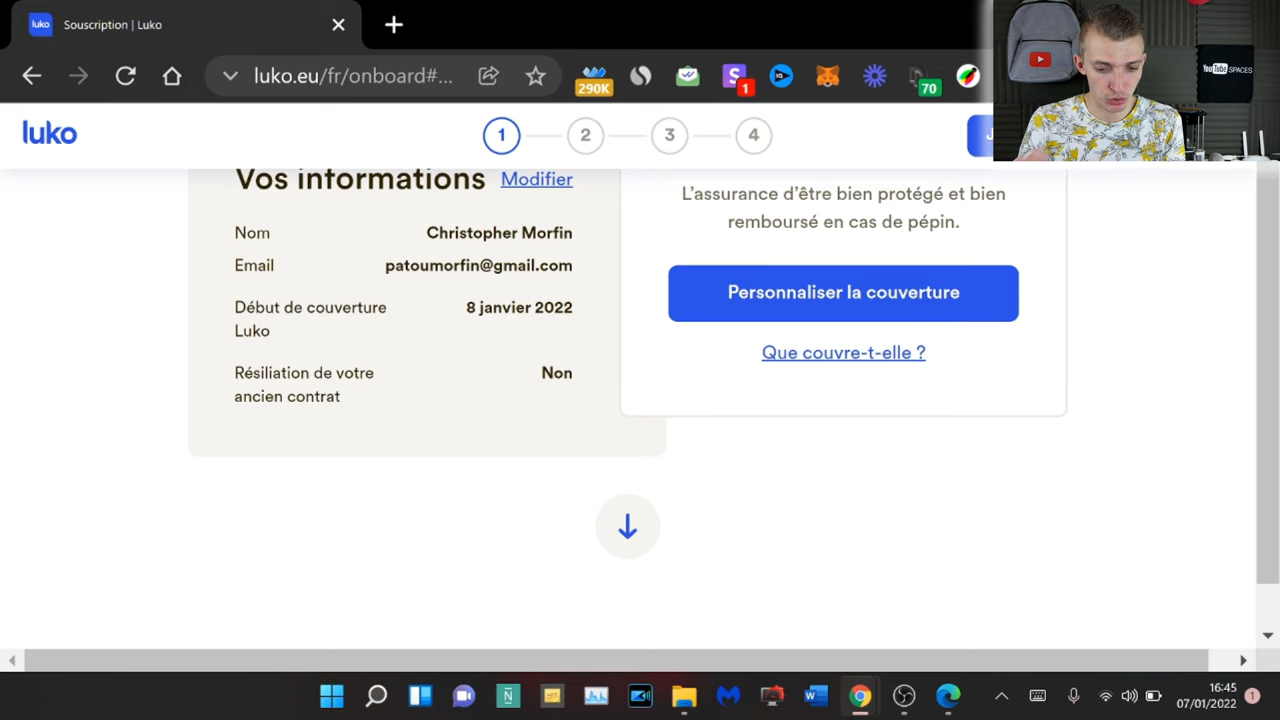 luko
Souscription | Luko
luko.eu/fr/onboard#...
290K
1
70
YouTube SPACES
luko
1
2
3
4
Vos informations
Modifier
Nom
Christopher Morfin
Email
patoumorfin@gmail.com
Début de couverture
Luko
8 janvier 2022
Résiliation de votre
ancien contrat
Non
L'assurance d'être bien protégé et bien
remboursé en cas de pépin.
Personnaliser la couverture
Que couvre-t-elle ?
16:45
07/01/2022
1